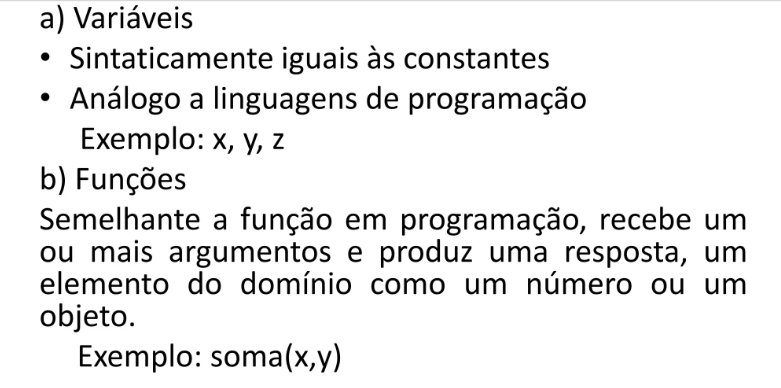 a) Variáveis
• Sintaticamente iguais às constantes
• Análogo a linguagens de programação
Exemplo: x, y, z
b) Funções
Semelhante a função em programação, recebe um
ou mais argumentos e produz uma resposta, um
elemento do domínio como um número ou um
objeto.
Exemplo: soma(x,y)